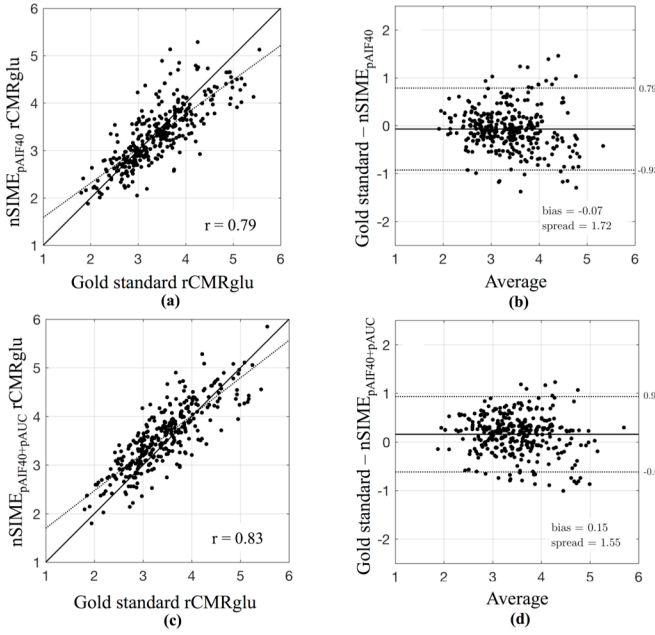 6
5
4
3
2
1
nSIME_pAIF40 rCMRglu
r = 0.79
1 2 3 4 5 6
Gold standard rCMRglu
(a)
2
1
0
-1
-2
Gold standard − nSIME_pAIF40
0.79
bias = -0.07
spread = 1.72
1 2 3 4 5 6
Average
(b)
6
5
4
3
2
1
nSIME_pAIF40+pAUC rCMRglu
r = 0.83
1 2 3 4 5 6
Gold standard rCMRglu
(c)
2
1
0
-1
-2
Gold standard − nSIME_pAIF40+pAUC
bias = 0.15
spread = 1.55
1 2 3 4 5 6
Average
(d)